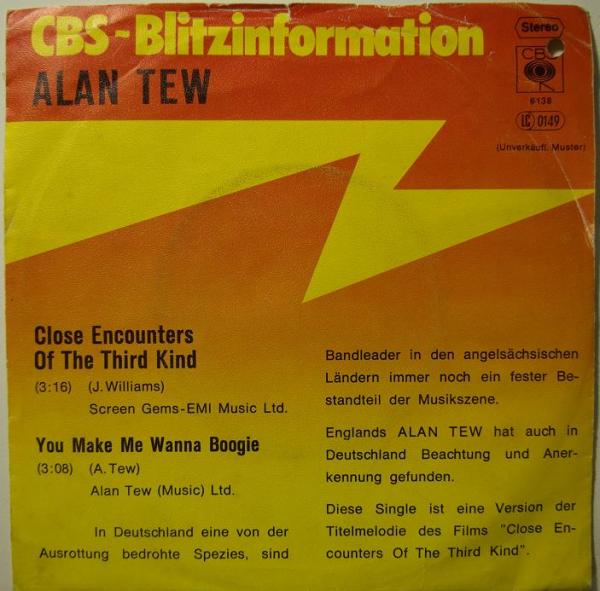 CBS-Blitzinformation
ALAN TEW
Stereo
CBS
6138
LC 0149
(Unverkäufl. Muster)
Close Encounters
Of The Third Kind
(3:16) (J. Williams)
Screen Gems-EMI Music Ltd.
You Make Me Wanna Boogie
(3:08) (A. Tew)
Alan Tew (Music) Ltd.
In Deutschland eine von der
Ausrottung bedrohte Spezies, sind
Bandleader in den angelsächsischen
Ländern immer noch ein fester Be-
standteil der Musikszene.
Englands ALAN TEW hat auch in
Deutschland Beachtung und Aner-
kennung gefunden.
Diese Single ist eine Version der
Titelmelodie des Films "Close En-
counters Of The Third Kind".